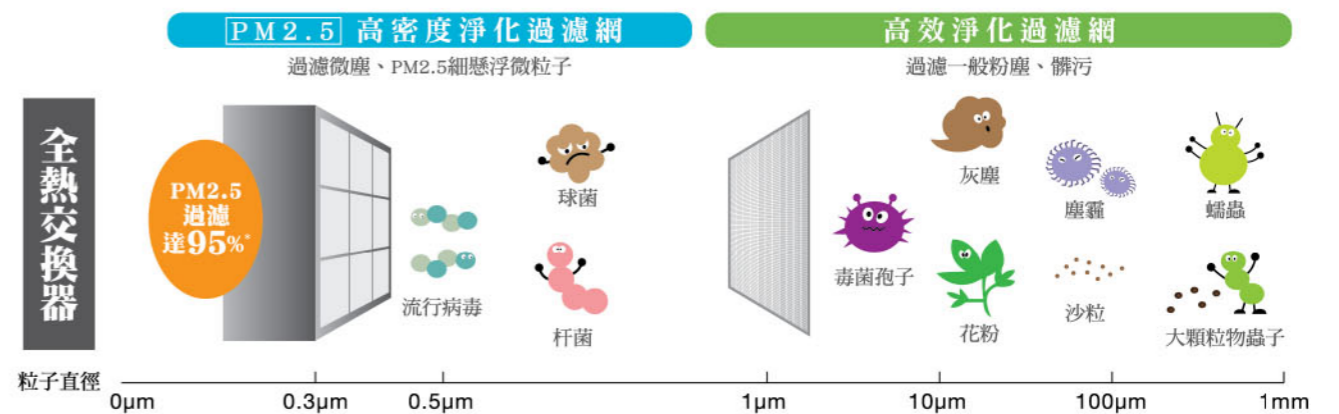 PM2.5 高密度淨化過濾網
過濾微塵、PM2.5細懸浮微粒子
高效淨化過濾網
過濾一般粉塵、髒污
全熱交換器
PM2.5
過濾
達95%*
流行病毒
球菌
杆菌
毒菌孢子
灰塵
花粉
塵霾
沙粒
蠕蟲
大顆粒物蟲子
粒子直徑
0μm
0.3μm
0.5μm
1μm
10μm
100μm
1mm